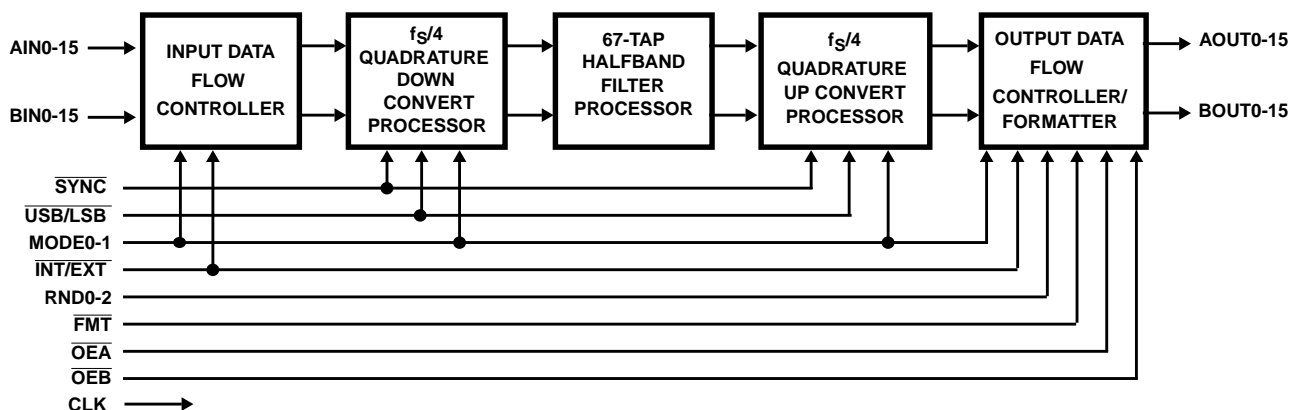 AIN0-15
BIN0-15
INPUT DATA
FLOW
CONTROLLER
fS/4
QUADRATURE
DOWN
CONVERT
PROCESSOR
67-TAP
HALFBAND
FILTER
PROCESSOR
fS/4
QUADRATURE
UP CONVERT
PROCESSOR
OUTPUT DATA
FLOW
CONTROLLER/
FORMATTER
AOUT0-15
BOUT0-15
SYNC
USB/LSB
MODE0-1
INT/EXT
RND0-2
FMT
OEA
OEB
CLK